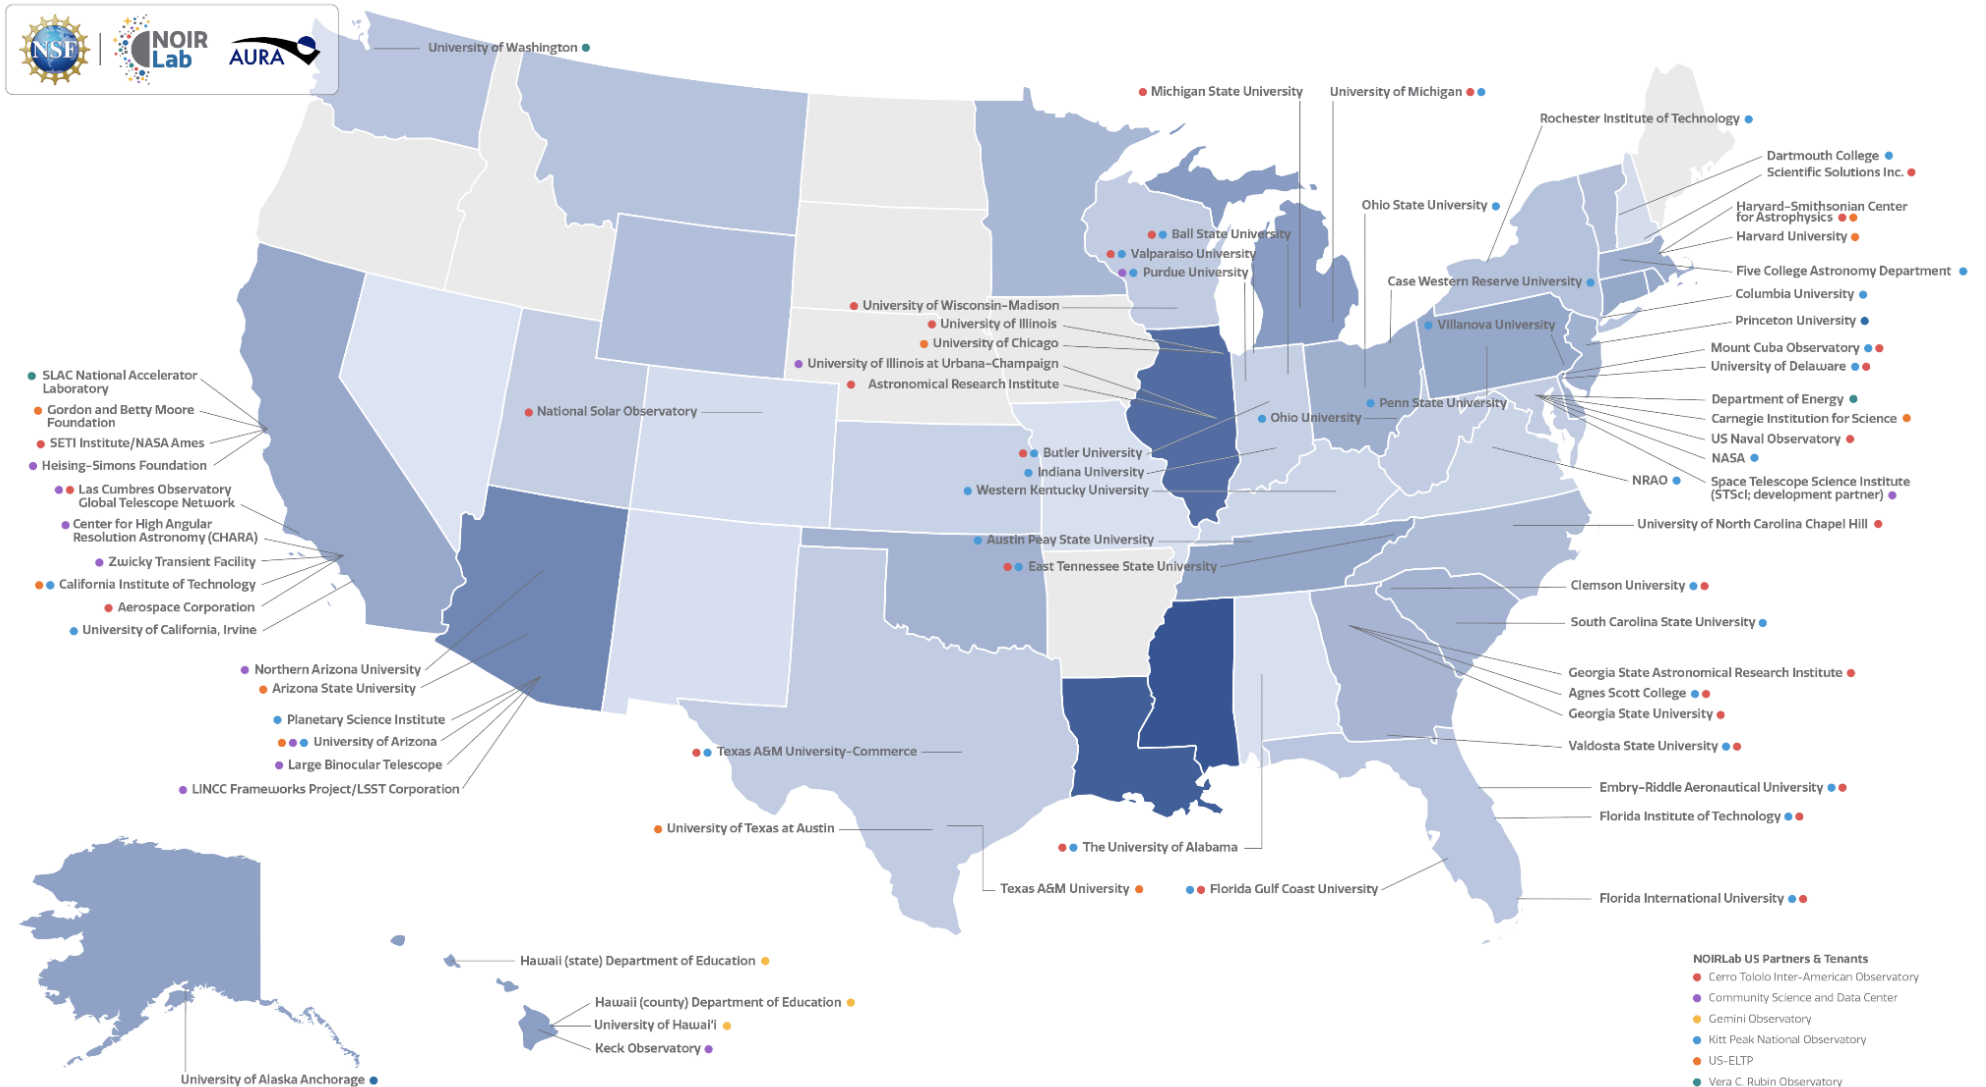 NSF
NOIR
Lab
AURA
University of Washington
Michigan State University
University of Michigan
Rochester Institute of Technology
Dartmouth College
Scientific Solutions Inc.
Ohio State University
Harvard-Smithsonian Center
for Astrophysics
Harvard University
Ball State University
Valparaiso University
Purdue University
Five College Astronomy Department
Case Western Reserve University
Columbia University
University of Wisconsin-Madison
University of Illinois
University of Chicago
University of Illinois at Urbana-Champaign
Astronomical Research Institute
Villanova University
Princeton University
Mount Cuba Observatory
University of Delaware
SLAC National Accelerator
Laboratory
Gordon and Betty Moore
Foundation
SETI Institute/NASA Ames
Heising-Simons Foundation
National Solar Observatory
Penn State University
Ohio University
Department of Energy
Carnegie Institution for Science
US Naval Observatory
NASA
Butler University
Indiana University
Western Kentucky University
NRAO
Space Telescope Science Institute
(STScI; development partner)
Las Cumbres Observatory
Global Telescope Network
Center for High Angular
Resolution Astronomy (CHARA)
Zwicky Transient Facility
California Institute of Technology
Aerospace Corporation
University of California, Irvine
University of North Carolina Chapel Hill
Austin Peay State University
East Tennessee State University
Clemson University
South Carolina State University
Northern Arizona University
Arizona State University
Planetary Science Institute
University of Arizona
Large Binocular Telescope
LINCC Frameworks Project/LSST Corporation
Georgia State Astronomical Research Institute
Agnes Scott College
Georgia State University
Valdosta State University
Texas A&M University-Commerce
Embry-Riddle Aeronautical University
Florida Institute of Technology
University of Texas at Austin
The University of Alabama
Texas A&M University
Florida Gulf Coast University
Florida International University
Hawaii (state) Department of Education
Hawaii (county) Department of Education
University of Hawai'i
Keck Observatory
University of Alaska Anchorage
NOIRLab US Partners & Tenants
Cerro Tololo Inter-American Observatory
Community Science and Data Center
Gemini Observatory
Kitt Peak National Observatory
US-ELTP
Vera C. Rubin Observatory